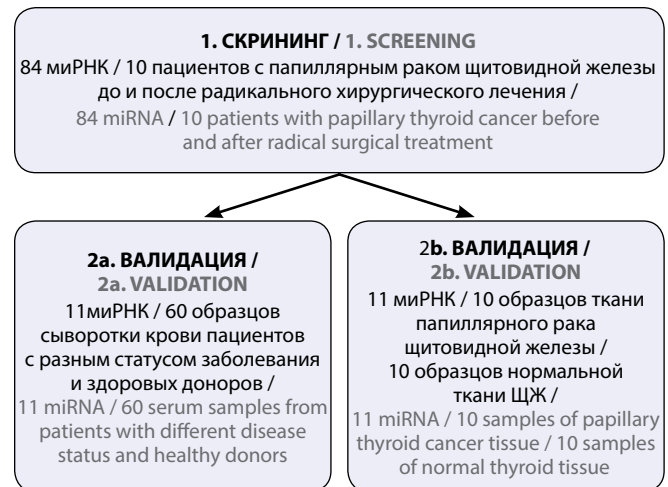 1. СКРИНИНГ / 1. SCREENING
84 миРНК / 10 пациентов с папиллярным раком щитовидной железы
до и после радикального хирургического лечения /
84 miRNA / 10 patients with papillary thyroid cancer before
and after radical surgical treatment
2a. ВАЛИДАЦИЯ /
2a. VALIDATION
11миРНК / 60 образцов
сыворотки крови пациентов
с разным статусом заболевания
и здоровых доноров /
11 miRNA / 60 serum samples from
patients with different disease
status and healthy donors
2b. ВАЛИДАЦИЯ /
2b. VALIDATION
11 миРНК / 10 образцов ткани
папиллярного рака
щитовидной железы /
10 образцов нормальной
ткани ЩЖ /
11 miRNA / 10 samples of papillary
thyroid cancer tissue / 10 samples
of normal thyroid tissue